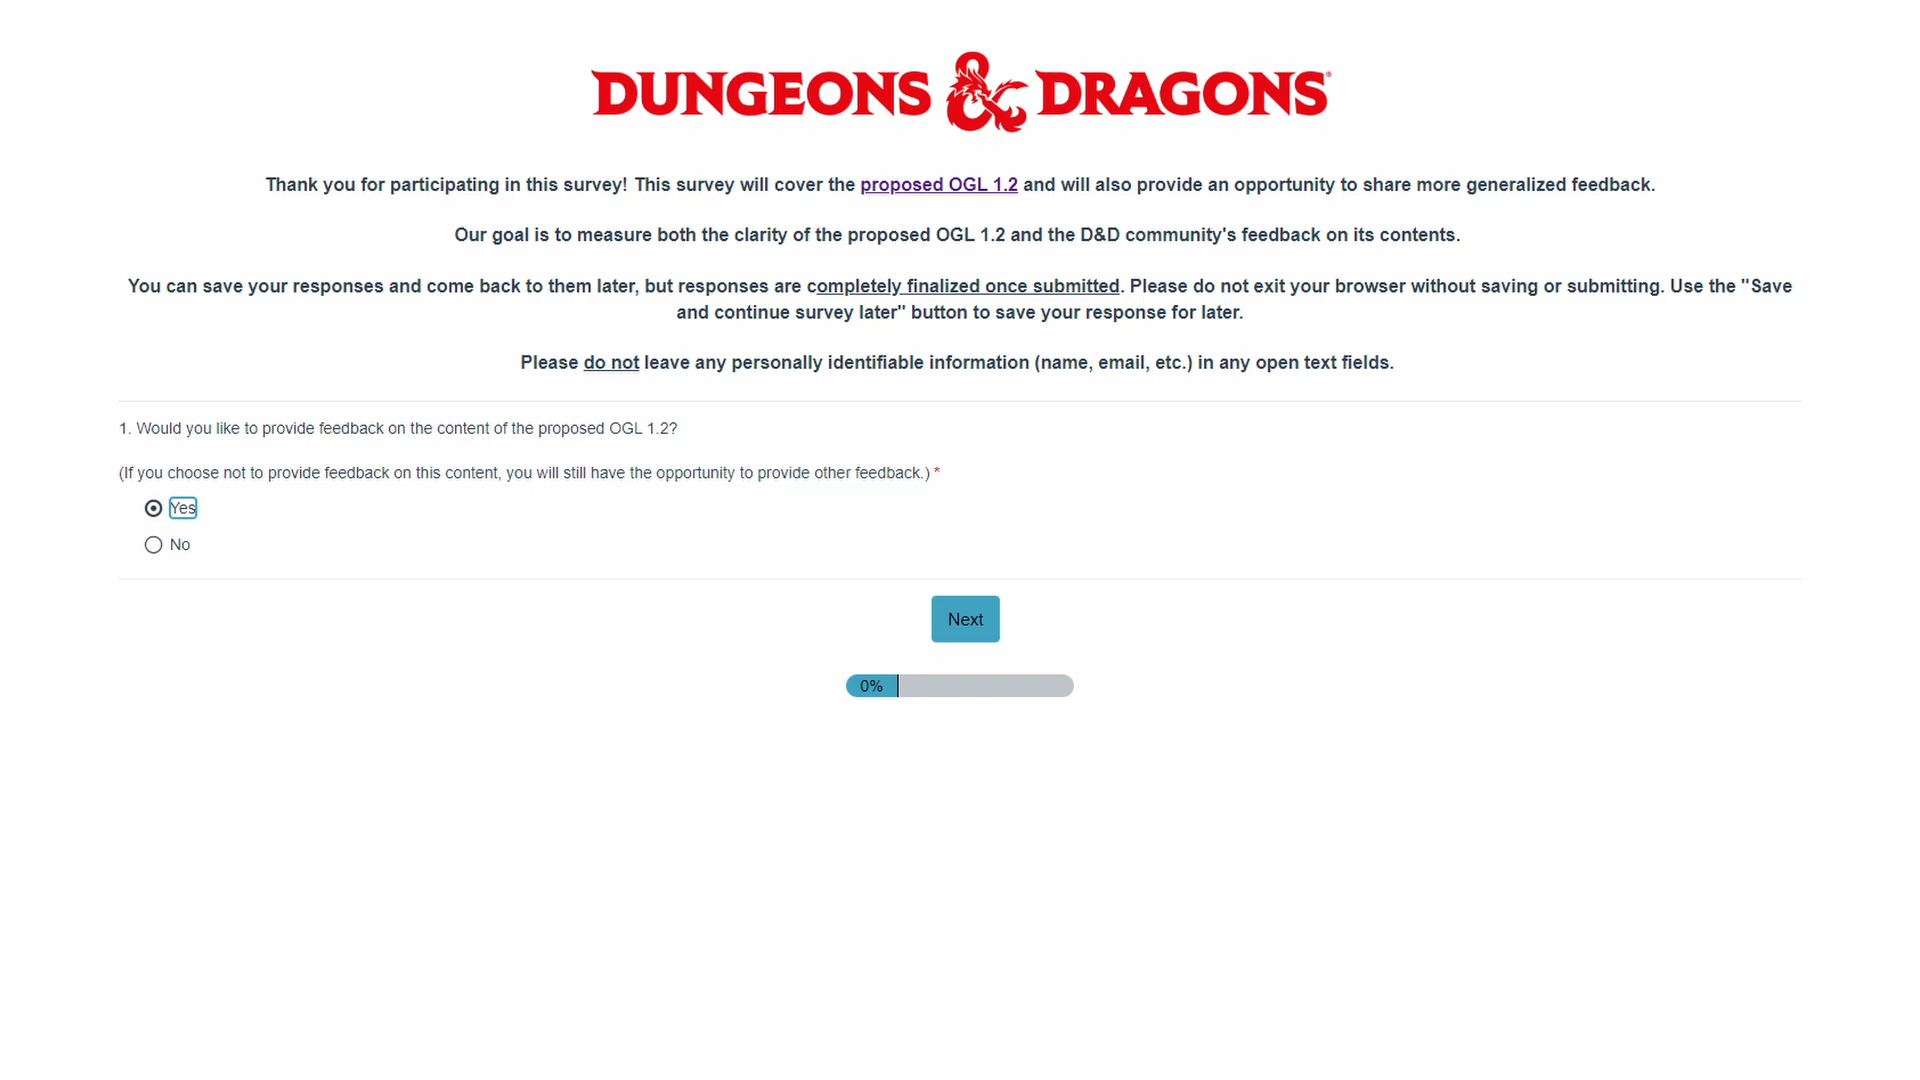 DUNGEONS & DRAGONS
Thank you for participating in this survey! This survey will cover the proposed OGL 1.2 and will also provide an opportunity to share more generalized feedback.
Our goal is to measure both the clarity of the proposed OGL 1.2 and the D&D community's feedback on its contents.
You can save your responses and come back to them later, but responses are completely finalized once submitted. Please do not exit your browser without saving or submitting. Use the "Save
and continue survey later" button to save your response for later.
Please do not leave any personally identifiable information (name, email, etc.) in any open text fields.
1. Would you like to provide feedback on the content of the proposed OGL 1.2?
(If you choose not to provide feedback on this content, you will still have the opportunity to provide other feedback.) *
Yes
No
Next
0%